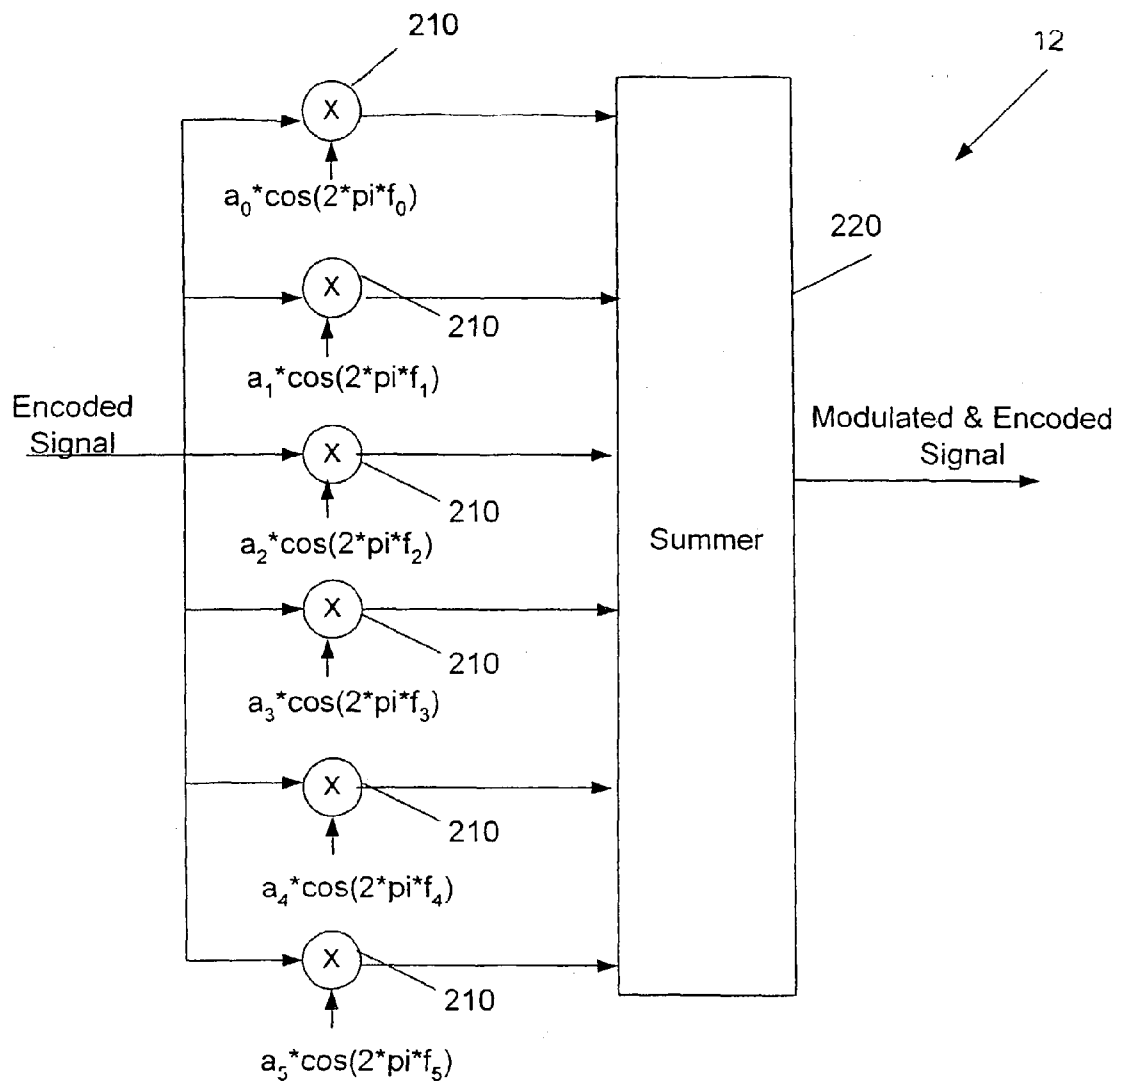 210
12
X
a₀*cos(2*pi*f₀)
220
X
210
a₁*cos(2*pi*f₁)
Encoded
Signal
Modulated & Encoded
Signal
X
210
a₂*cos(2*pi*f₂)
Summer
X
210
a₃*cos(2*pi*f₃)
X
210
a₄*cos(2*pi*f₄)
X
210
a₅*cos(2*pi*f₅)